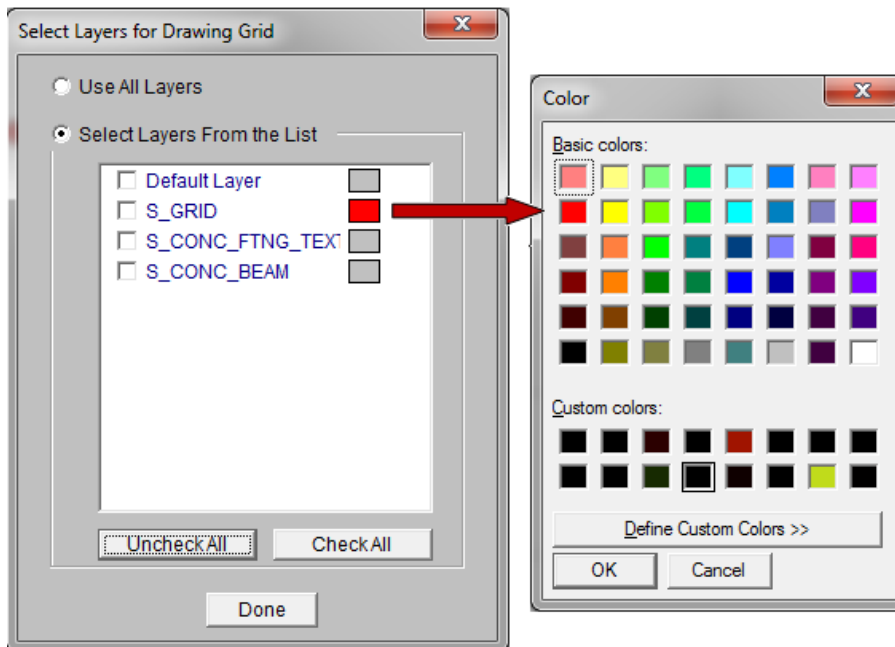 Select Layers for Drawing Grid
Use All Layers
Select Layers From the List
Default Layer
S_GRID
S_CONC_FTNG_TEXT
S_CONC_BEAM
Uncheck All
Check All
Done
Color
Basic colors:
Custom colors:
Define Custom Colors >>
OK
Cancel